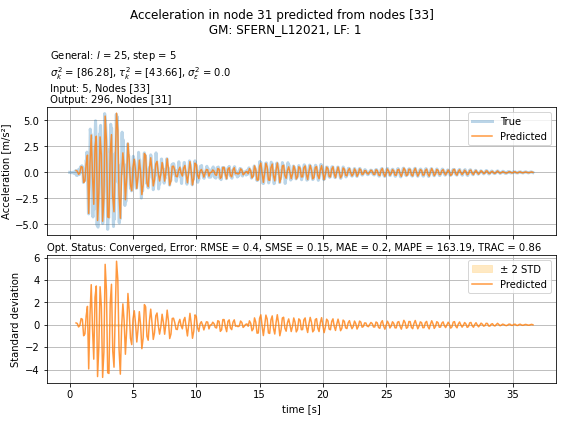 Acceleration in node 31 predicted from nodes [33]
GM: SFERN_L12021, LF: 1
General: l = 25, step = 5
σ²ₖ = [86.28], τ²ₖ = [43.66], σ²ε = 0.0
Input: 5, Nodes [33]
Output: 296, Nodes [31]
Acceleration [m/s²]
5.0
2.5
0.0
−2.5
−5.0
True
Predicted
Opt. Status: Converged, Error: RMSE = 0.4, SMSE = 0.15, MAE = 0.2, MAPE = 163.19, TRAC = 0.86
Standard deviation
6
4
2
0
−2
−4
± 2 STD
Predicted
0 5 10 15 20 25 30 35
time [s]